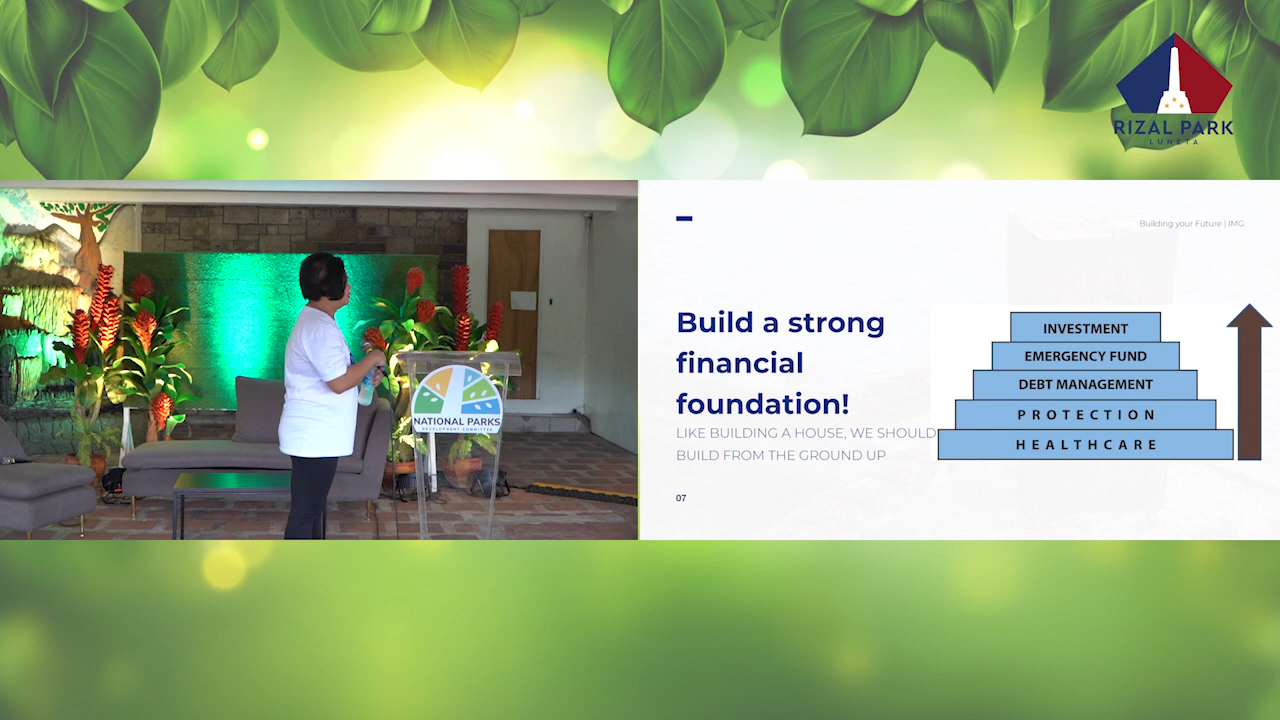 RIZAL PARK
LUNETA
NATIONAL PARKS
DEVELOPMENT COMMITTEE
Building your Future | IMG
Build a strong
financial
foundation!
LIKE BUILDING A HOUSE, WE SHOULD
BUILD FROM THE GROUND UP
07
INVESTMENT
EMERGENCY FUND
DEBT MANAGEMENT
PROTECTION
HEALTHCARE